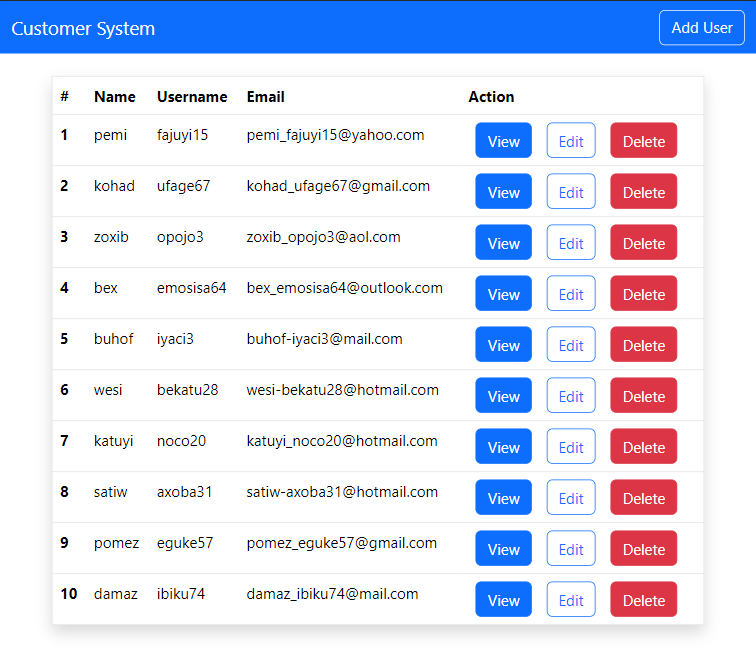 Customer System Add User
# Name Username Email Action
1 pemi fajuyi15 pemi_fajuyi15@yahoo.com View Edit Delete
2 kohad ufage67 kohad_ufage67@gmail.com View Edit Delete
3 zoxib opojo3 zoxib_opojo3@aol.com View Edit Delete
4 bex emosisa64 bex_emosisa64@outlook.com View Edit Delete
5 buhof iyaci3 buhof-iyaci3@mail.com View Edit Delete
6 wesi bekatu28 wesi-bekatu28@hotmail.com View Edit Delete
7 katuyi noco20 katuyi_noco20@hotmail.com View Edit Delete
8 satiw axoba31 satiw-axoba31@hotmail.com View Edit Delete
9 pomez eguke57 pomez_eguke57@gmail.com View Edit Delete
10 damaz ibiku74 damaz_ibiku74@mail.com View Edit Delete